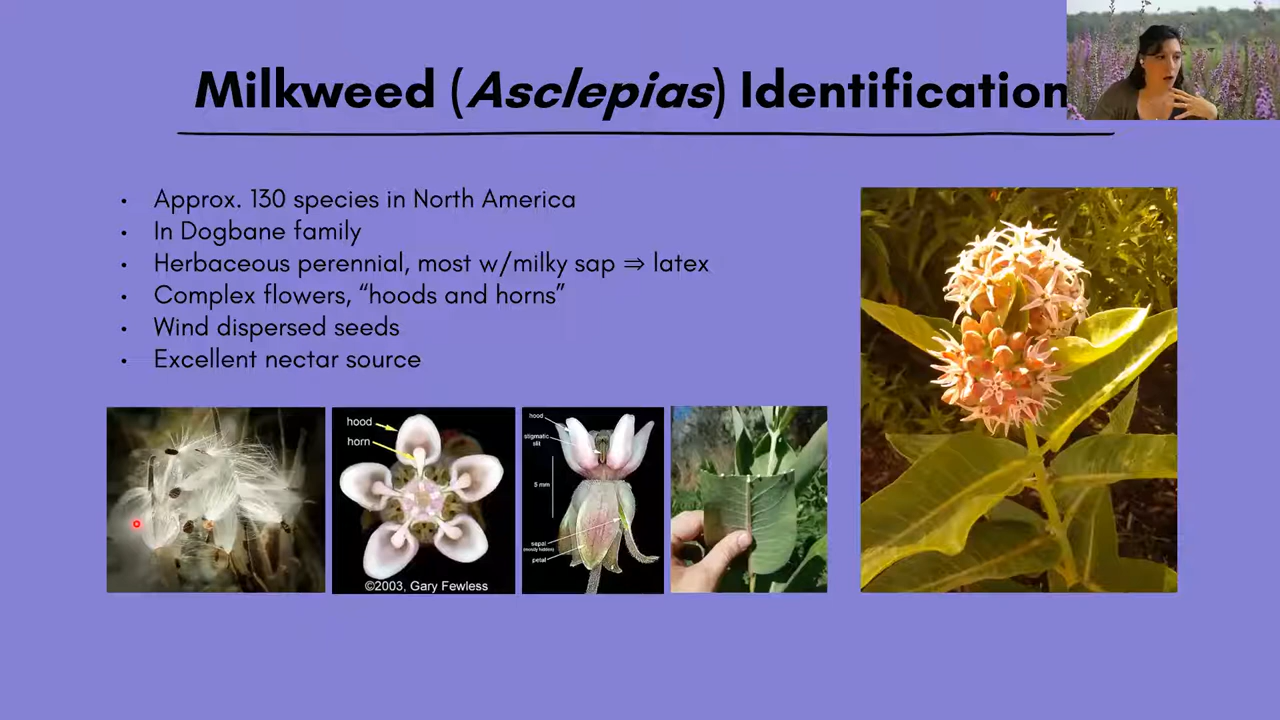 Milkweed (Asclepias) Identification
• Approx. 130 species in North America
• In Dogbane family
• Herbaceous perennial, most w/milky sap ⇒ latex
• Complex flowers, “hoods and horns”
• Wind dispersed seeds
• Excellent nectar source
hood
horn
©2003, Gary Fewless
hood
stigmatic
slit
5 mm
sepal
(mostly hidden)
petal